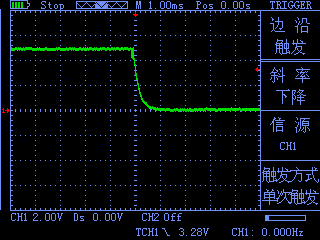 Stop M 1.00ms Pos 0.00s TRIGGER
边 沿
触发
斜 率
下降
信 源
CH1
触发方式
单次触发
1
CH1 2.00V Ds 0.00V CH2 Off
TCH1 3.28V CH1: 0.000Hz